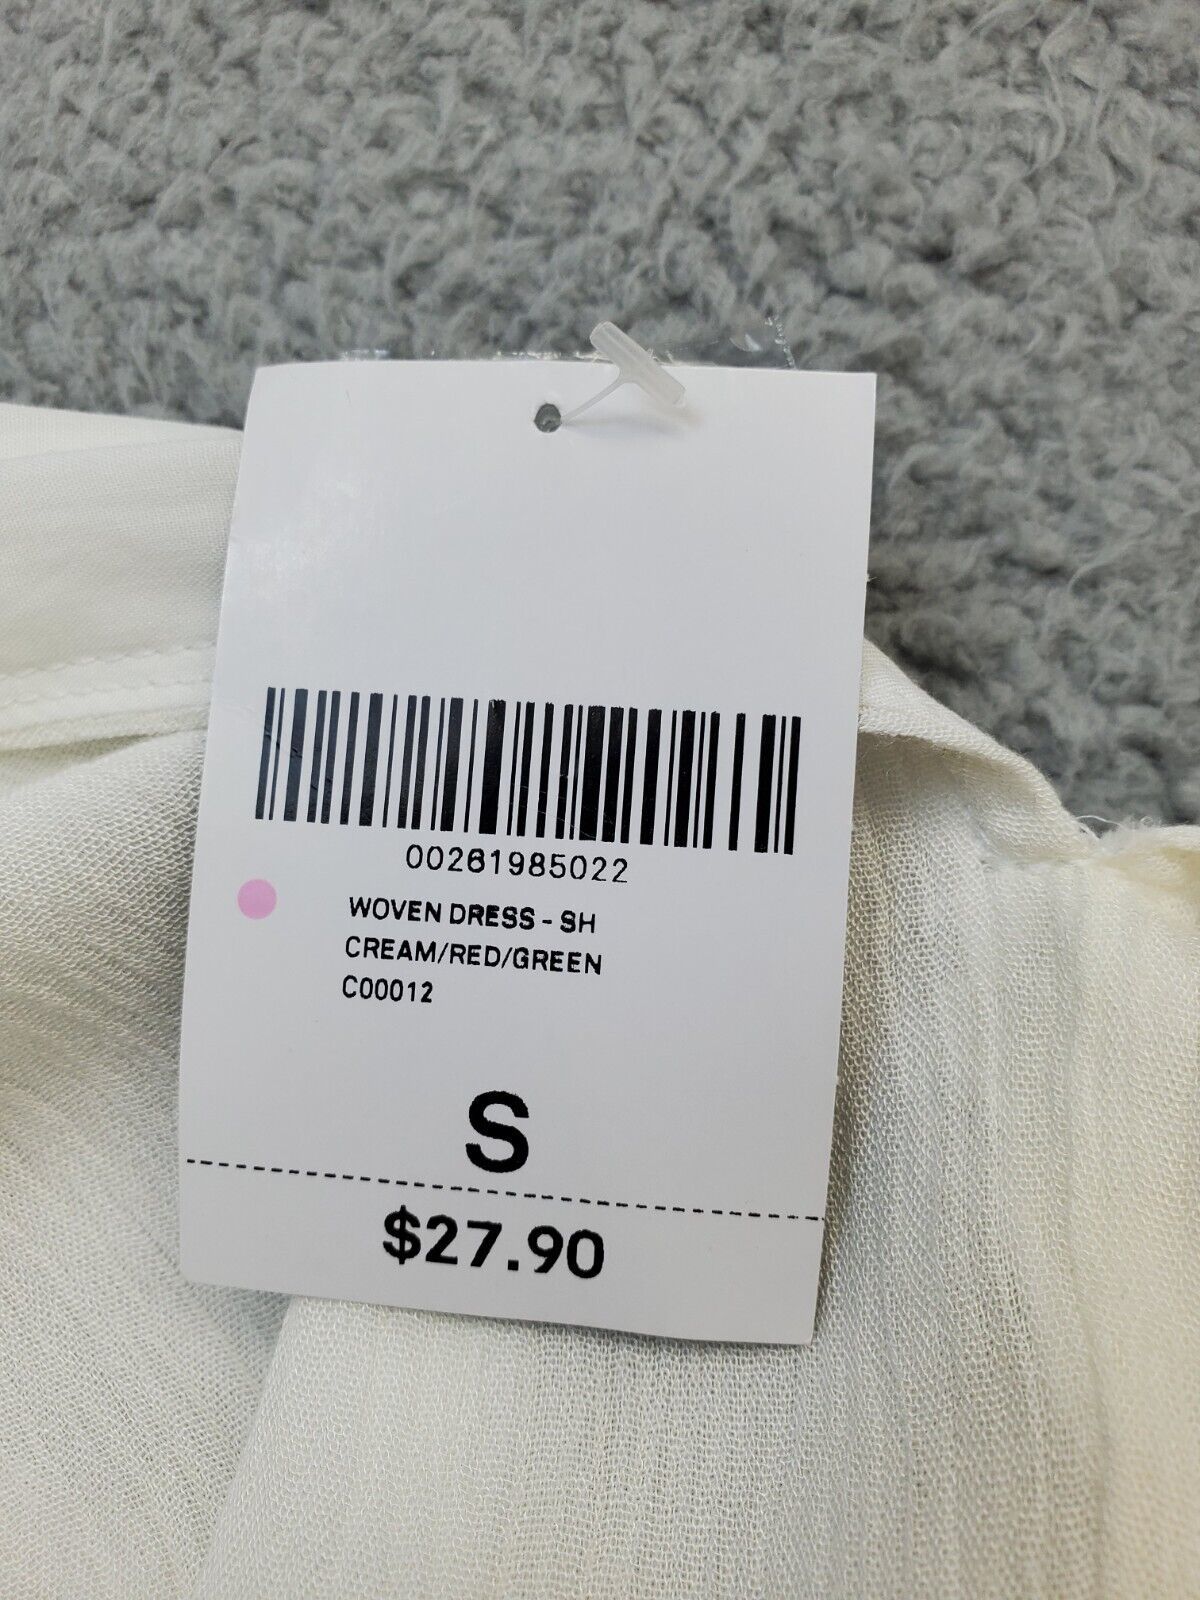 00261985022
WOVEN DRESS - SH
CREAM/RED/GREEN
C00012
S
$27.90